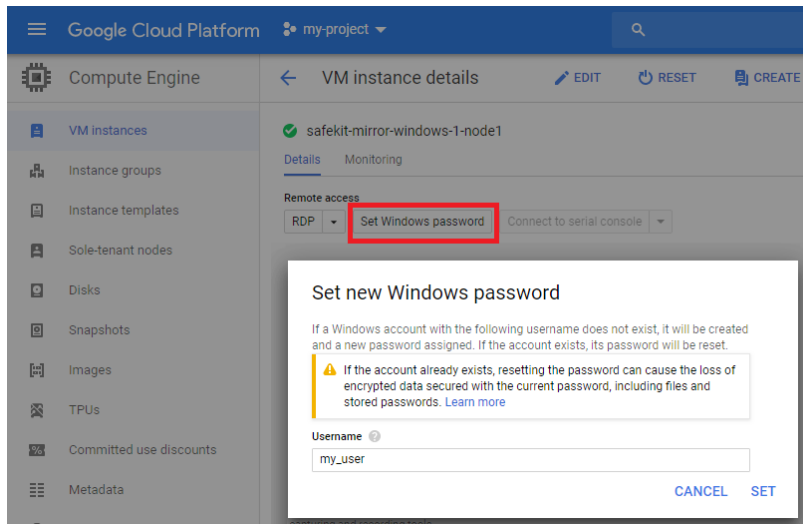 Google Cloud Platform
my-project
Compute Engine
VM instance details
EDIT
RESET
CREATE
VM instances
Instance groups
Instance templates
Sole-tenant nodes
Disks
Snapshots
Images
TPUs
Committed use discounts
Metadata
safekit-mirror-windows-1-node1
Details Monitoring
Remote access
RDP Set Windows password Connect to serial console
Set new Windows password
If a Windows account with the following username does not exist, it will be created
and a new password assigned. If the account exists, its password will be reset.
If the account already exists, resetting the password can cause the loss of
encrypted data secured with the current password, including files and
stored passwords. Learn more
Username
my_user
CANCEL SET